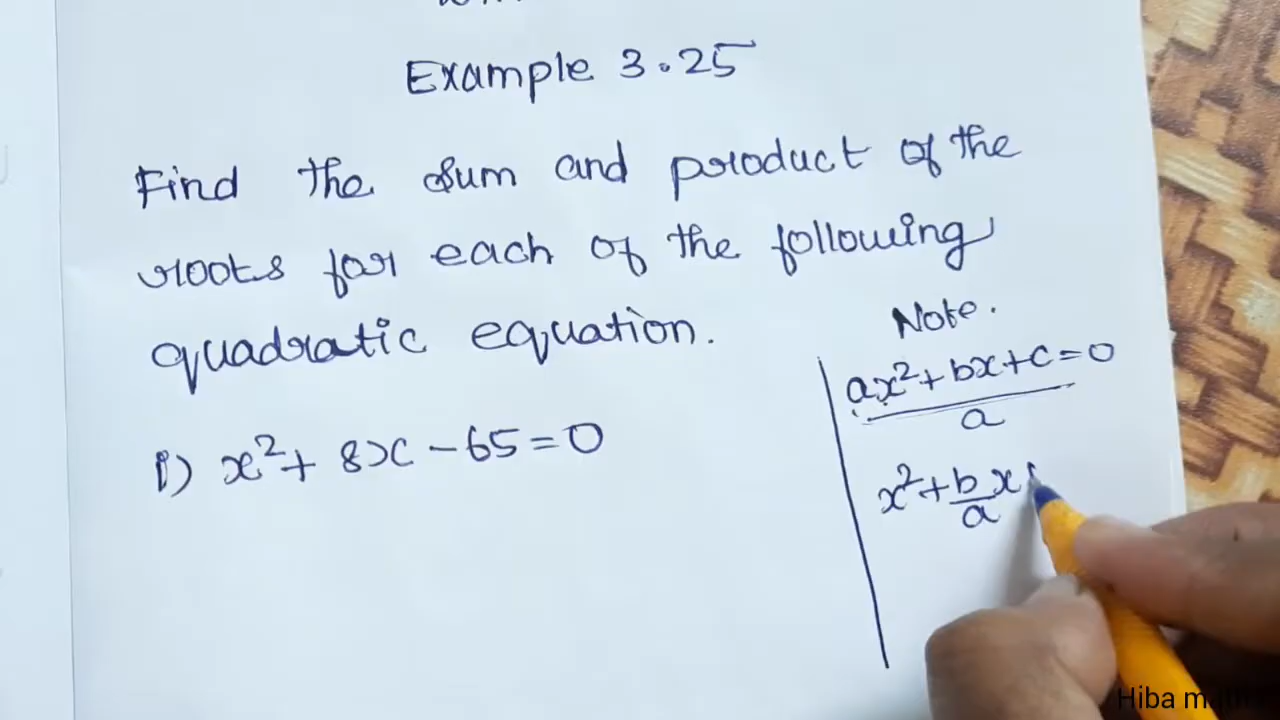 Example 3.25
Find the sum and product of the
roots for each of the following
quadratic equation.
Note.
ax²+bx+c=0
a
i) x²+ 8x-65=0
x²+b/a x
Hiba